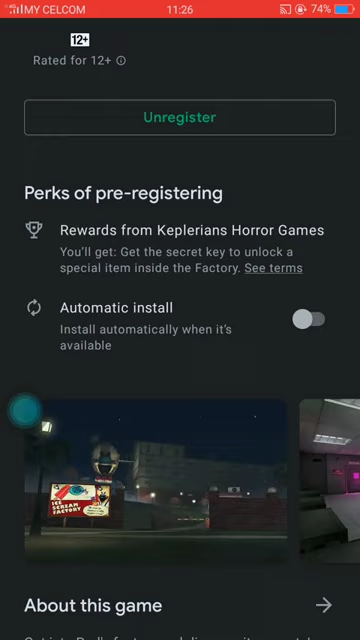 MY CELCOM 11:26 74%
12+
Rated for 12+
Unregister
Perks of pre-registering
Rewards from Keplerians Horror Games
You'll get: Get the secret key to unlock a
special item inside the Factory. See terms
Automatic install
Install automatically when it's
available
ICE
SCREAM
FACTORY
About this game